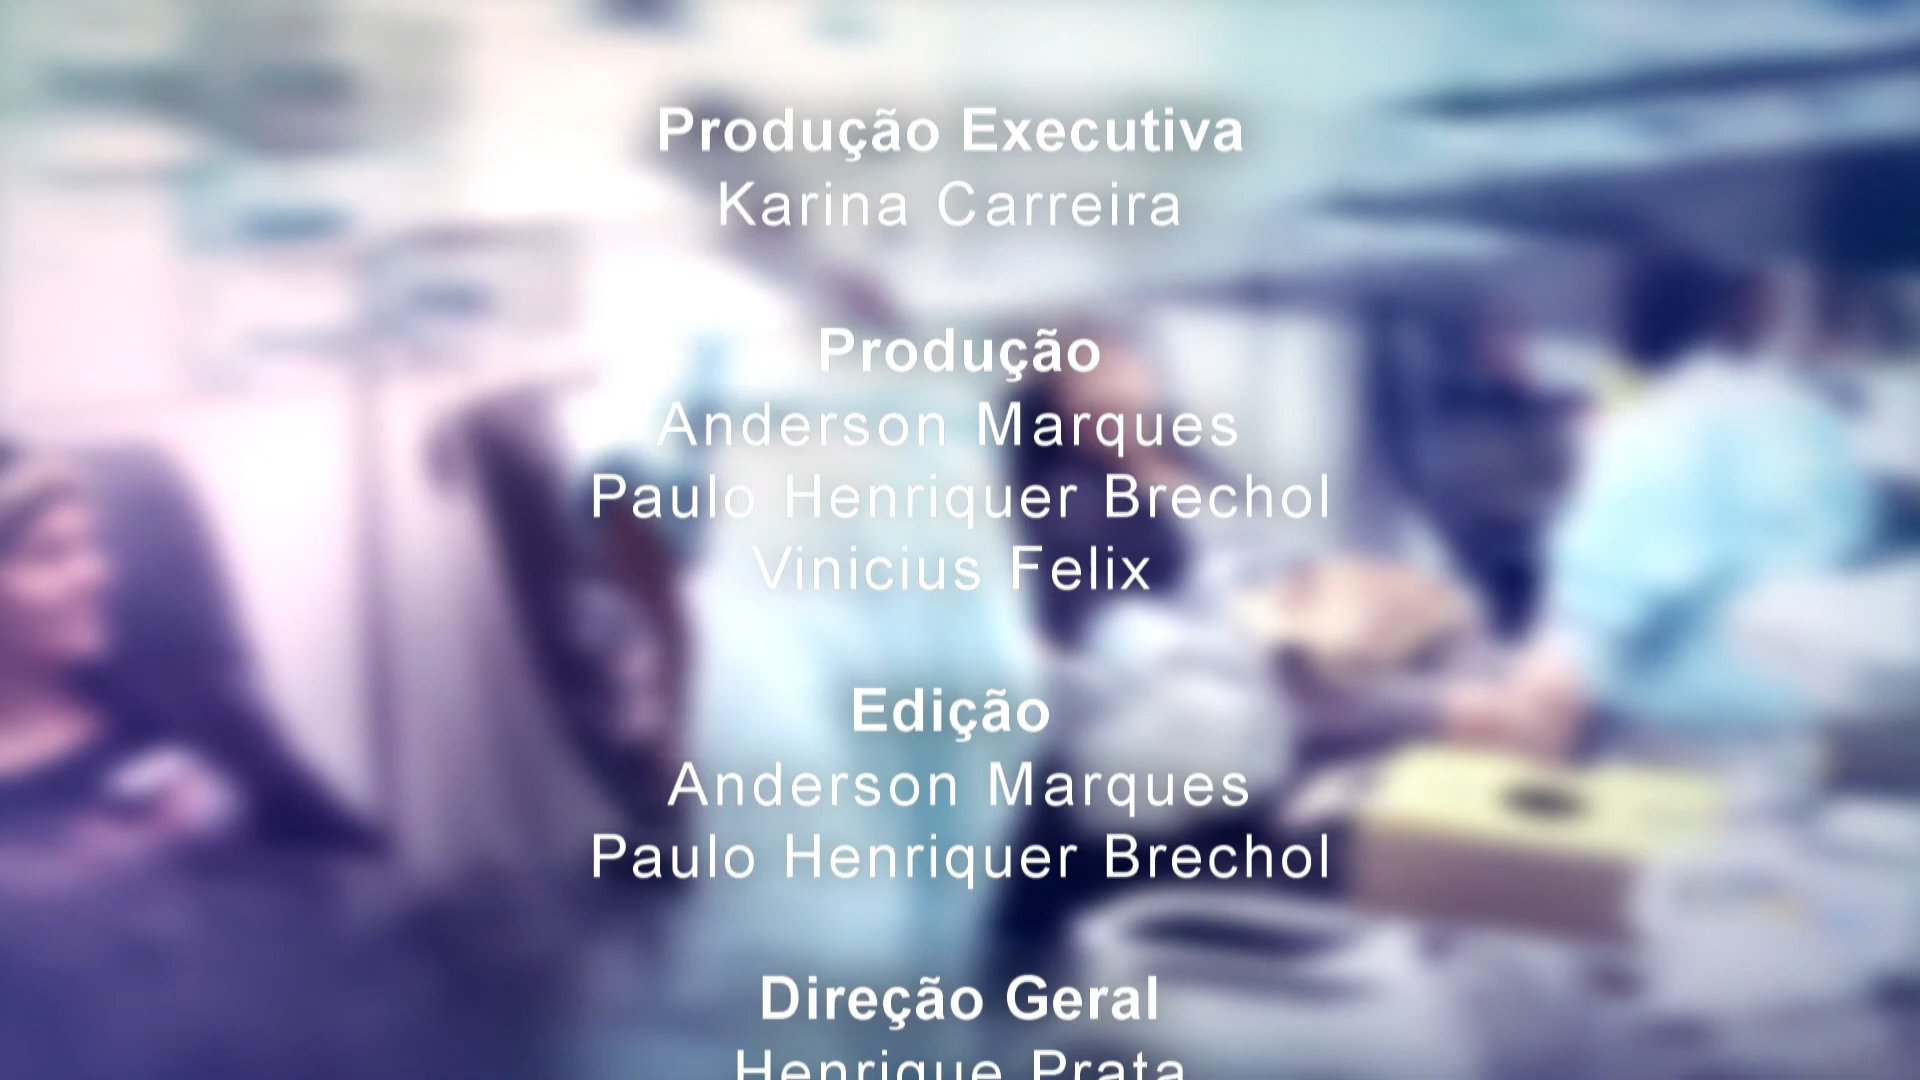 Produção Executiva
Karina Carreira
Produção
Anderson Marques
Paulo Henriquer Brechol
Vinicius Felix
Edição
Anderson Marques
Paulo Henriquer Brechol
Direção Geral
Henrique Prata